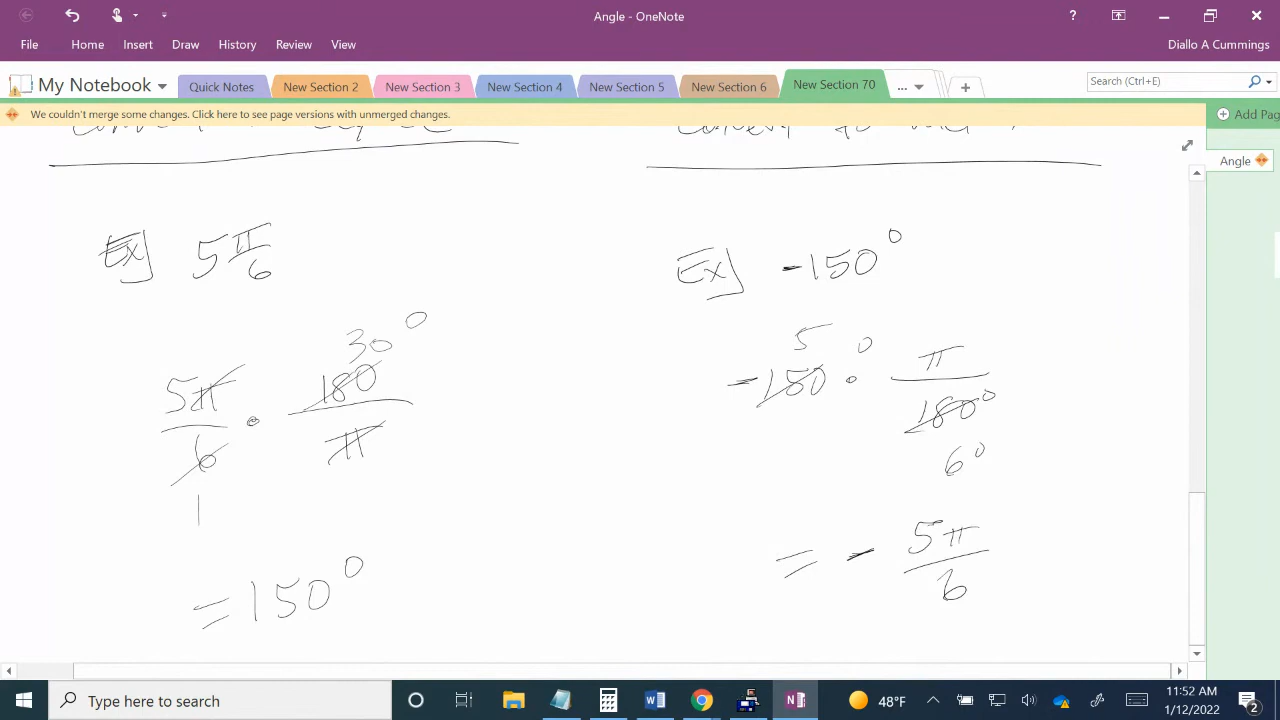 Angle - OneNote
?
File Home Insert Draw History Review View
Diallo A Cummings
My Notebook
Quick Notes
New Section 2
New Section 3
New Section 4
New Section 5
New Section 6
New Section 70
...
Search (Ctrl+E)
We couldn't merge some changes. Click here to see page versions with unmerged changes.
Add Pag
Angle
Ex] 5π/6
30°
5π/6 · 180/π
1
= 150°
Ex] -150°
5
-150° · π/180°
6°
= - 5π/6
Type here to search
48°F
11:52 AM
1/12/2022
2